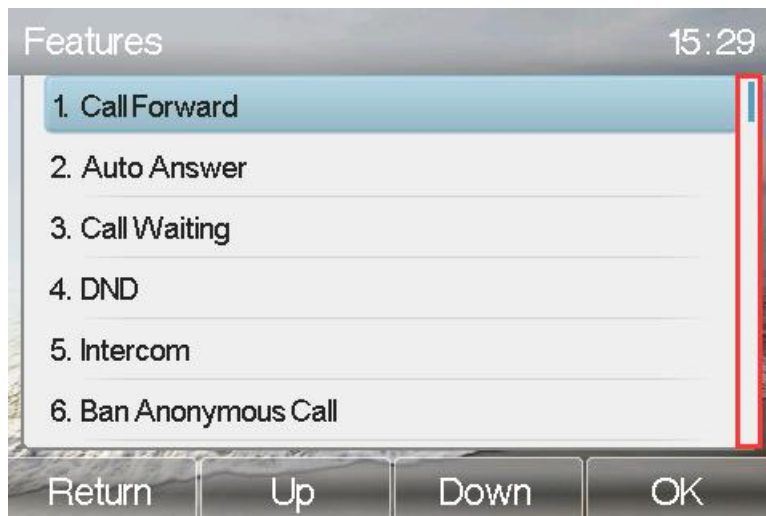 Features 15:29
1. Call Forward
2. Auto Answer
3. Call Waiting
4. DND
5. Intercom
6. Ban Anonymous Call
Return Up Down OK